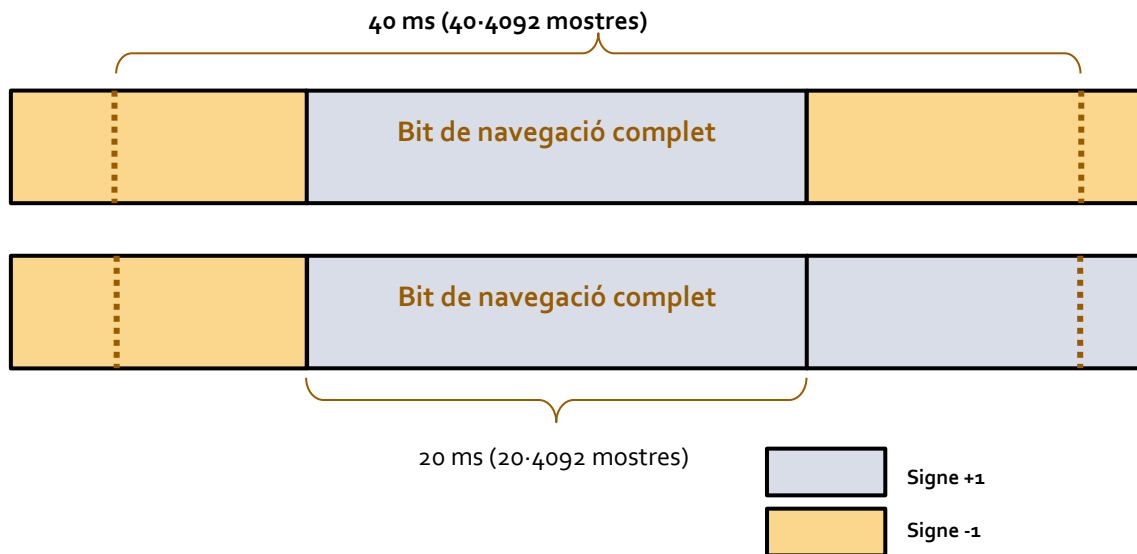 40 ms (40·4092 mostres)
Bit de navegació complet
Bit de navegació complet
20 ms (20·4092 mostres)
Signe +1
Signe -1